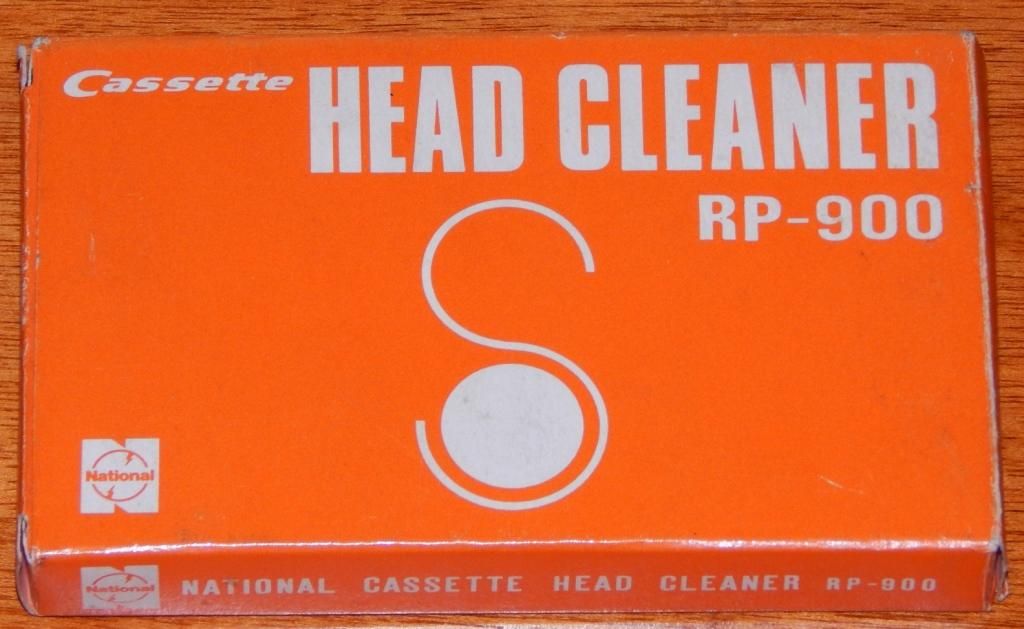 Cassette HEAD CLEANER
RP-900
S
National
National
NATIONAL CASSETTE HEAD CLEANER RP-900